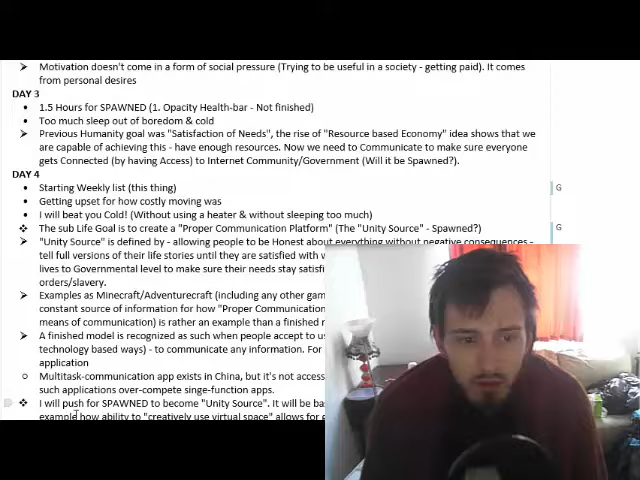 Motivation doesn't come in a form of social pressure (Trying to be useful in a society - getting paid). It comes
from personal desires
DAY 3
1.5 Hours for SPAWNED (1. Opacity Health-bar - Not finished)
Too much sleep out of boredom & cold
Previous Humanity goal was "Satisfaction of Needs", the rise of "Resource based Economy" idea shows that we
are capable of achieving this - have enough resources. Now we need to Communicate to make sure everyone
gets Connected (by having Access) to Internet Community/Government (Will it be Spawned?).
DAY 4
Starting Weekly list (this thing)
G
Getting upset for how costly moving was
I will beat you Cold! (Without using a heater & without sleeping too much)
The sub Life Goal is to create a "Proper Communication Platform" (The "Unity Source" - Spawned?)
G
"Unity Source" is defined by - allowing people to be Honest about everything without negative consequences -
tell full versions of their life stories until they are satisfied with
lives to Governmental level to make sure their needs stay satisf
orders/slavery.
Examples as Minecraft/Adventurecraft (including any other gam
constant source of information for how "Proper Communication
means of communication) is rather an example than a finished
A finished model is recognized as such when people accept to us
technology based ways) - to communicate any information. For
application
Multitask-communication app exists in China, but it's not access
such applications over-compete singe-function apps.
I will push for SPAWNED to become "Unity Source". It will be ba
example how ability to "creatively use virtual space" allows for